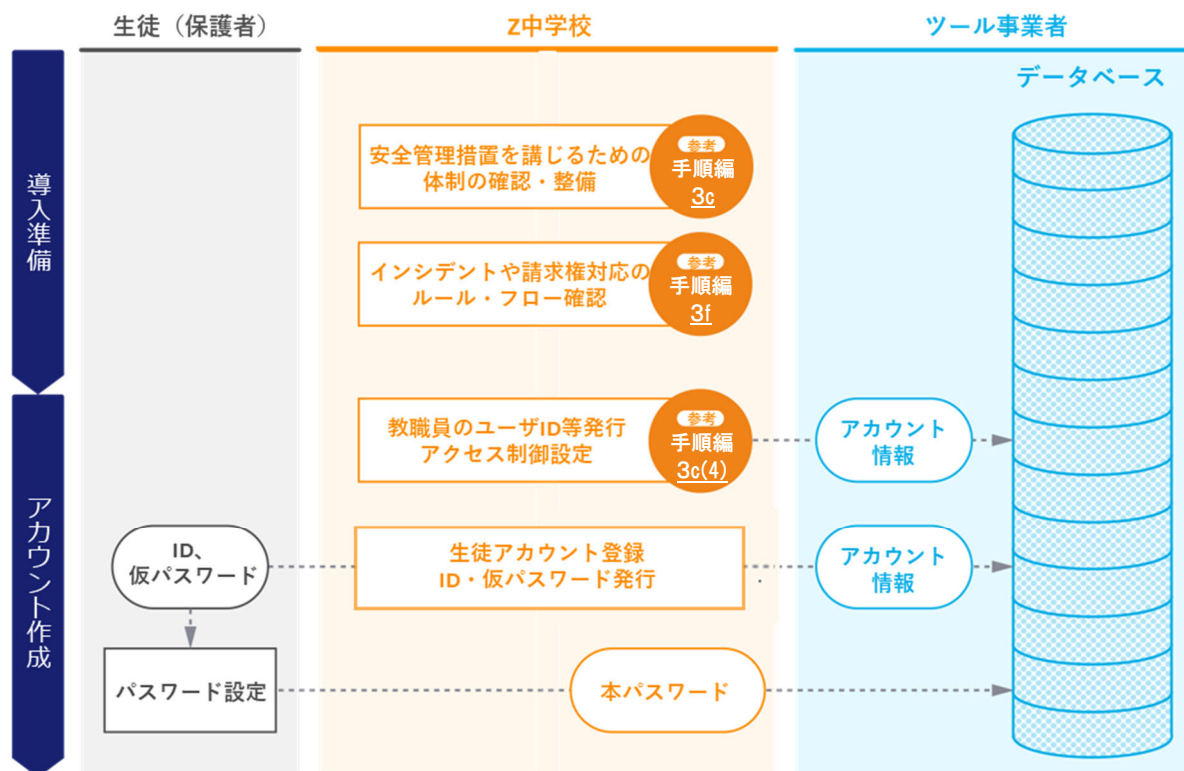 生徒（保護者）
Z中学校
ツール事業者
データベース
導入準備
安全管理措置を講じるための
体制の確認・整備
参考
手順編
3c
インシデントや請求権対応の
ルール・フロー確認
参考
手順編
3f
アカウント作成
教職員のユーザID等発行
アクセス制御設定
参考
手順編
3c(4)
アカウント
情報
ID、
仮パスワード
生徒アカウント登録
ID・仮パスワード発行
アカウント
情報
パスワード設定
本パスワード